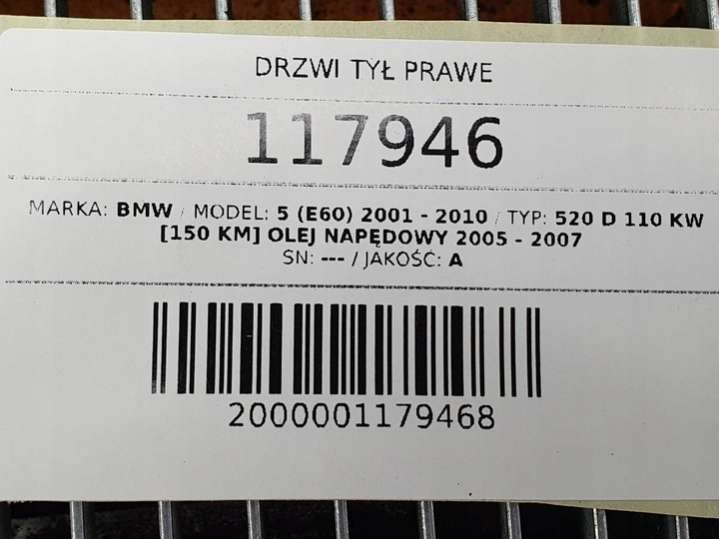 DRZWI TYŁ PRAWE
117946
MARKA: BMW / MODEL: 5 (E60) 2001 - 2010 / TYP: 520 D 110 KW
[150 KM] OLEJ NAPĘDOWY 2005 - 2007
SN: --- / JAKOŚĆ: A
2000001179468